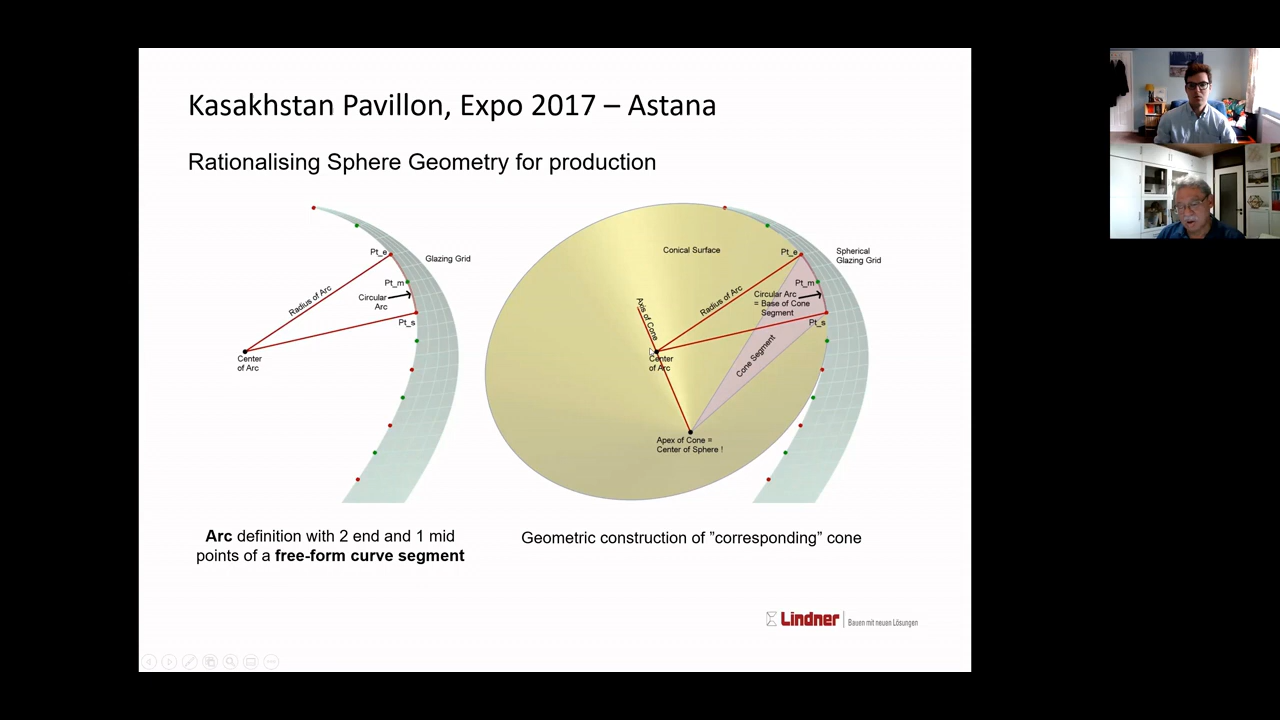 Kasakhstan Pavillon, Expo 2017 – Astana
Rationalising Sphere Geometry for production
Pt_e
Glazing Grid
Pt_m
Radius of Arc
Circular
Arc
Pt_s
Center
of Arc
Conical Surface
Pt_e
Spherical
Glazing Grid
Pt_m
Axis of Cone
Radius of Arc
Circular Arc
= Base of Cone
Segment
Pt_s
Center
of Arc
Cone Segment
Apex of Cone =
Center of Sphere !
Arc definition with 2 end and 1 mid
points of a free-form curve segment
Geometric construction of ”corresponding” cone
Lindner
Bauen mit neuen Lösungen